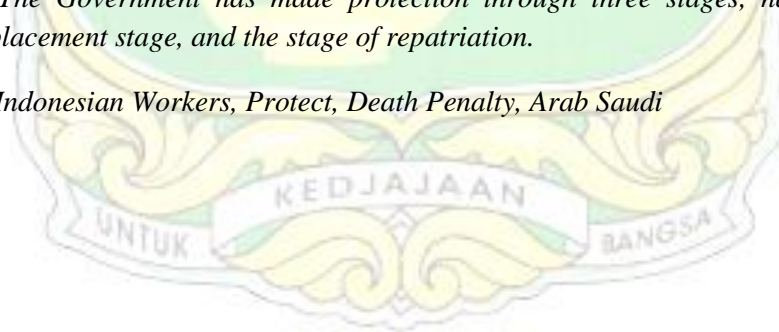 The Government has made protection through three stages,
placement stage, and the stage of repatriation.
Indonesian Workers, Protect, Death Penalty, Arab Saudi
KEDJAJAAN
UNTUK BANGSA